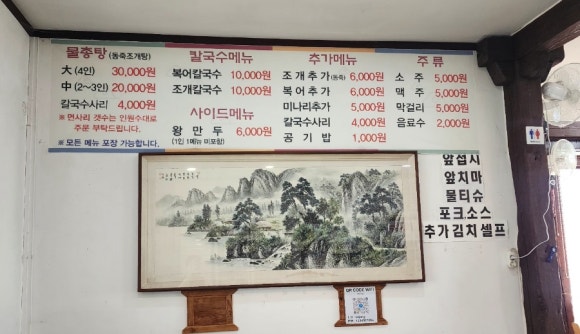 물총탕 (동죽조개탕)
大 (4인) 30,000원
中 (2~3인) 20,000원
칼국수사리 4,000원
※ 면사리 갯수는 인원수대로
주문 부탁드립니다.
※ 모든 메뉴 포장 가능합니다.
칼국수메뉴
복어칼국수 10,000원
조개칼국수 10,000원
사이드메뉴
왕만두 6,000원
(1인 1메뉴 미포함)
추가메뉴
조개추가(동죽) 6,000원
복어추가 6,000원
미나리추가 5,000원
칼국수사리 4,000원
공기밥 1,000원
주류
소주 5,000원
맥주 5,000원
막걸리 5,000원
음료수 2,000원
앞접시
앞치마
물티슈
포크소스
추가김치셀프
QR CODE WIFI